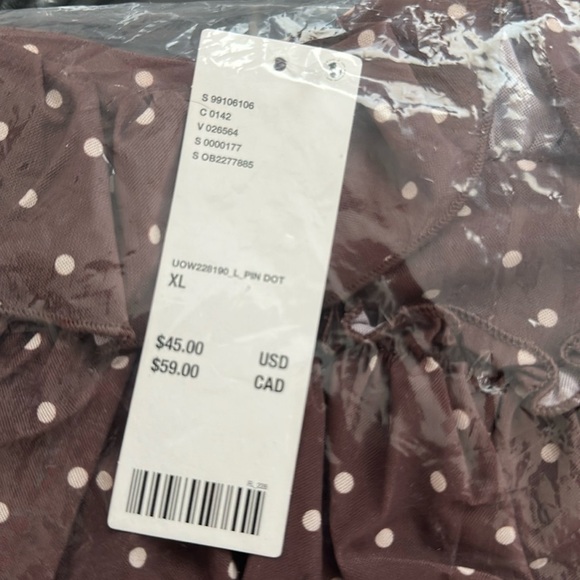 S 99106106
C 0142
V 026564
S 0000177
S OB2277885
UOW228190_L_PIN DOT
XL
$45.00 USD
$59.00 CAD